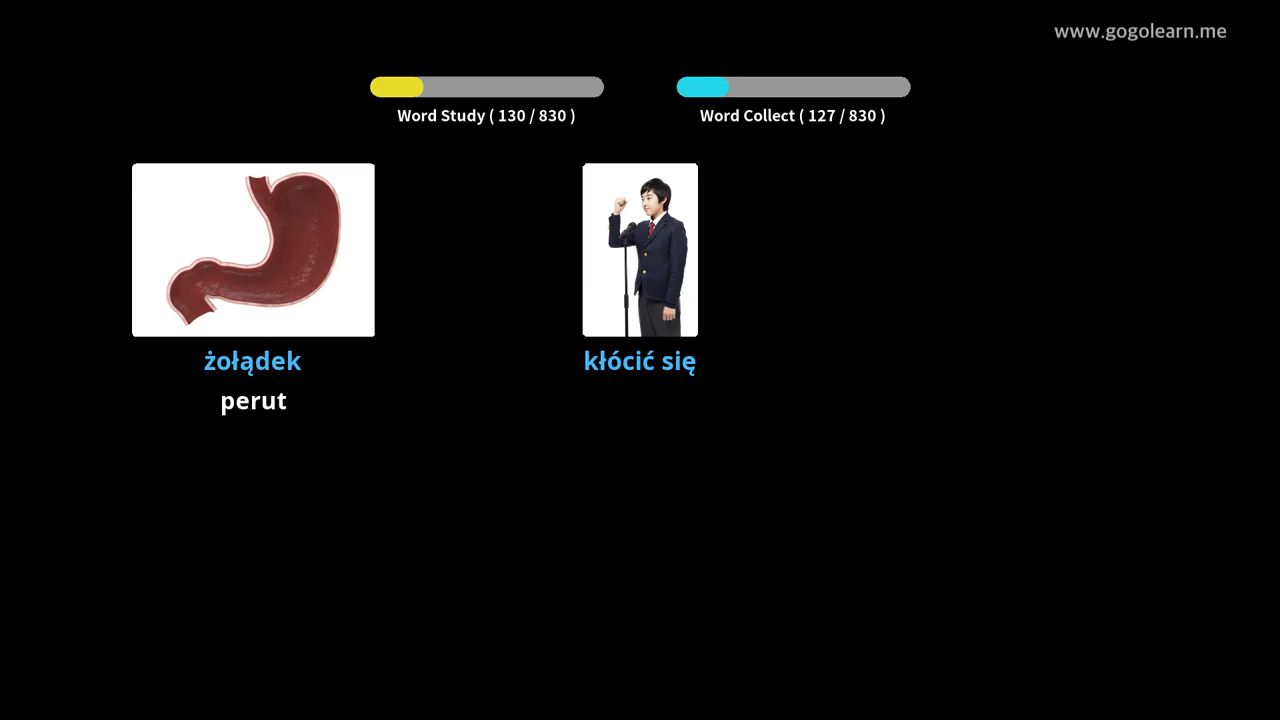 www.gogolearn.me
Word Study ( 130 / 830 )
Word Collect ( 127 / 830 )
żołądek
kłócić się
perut